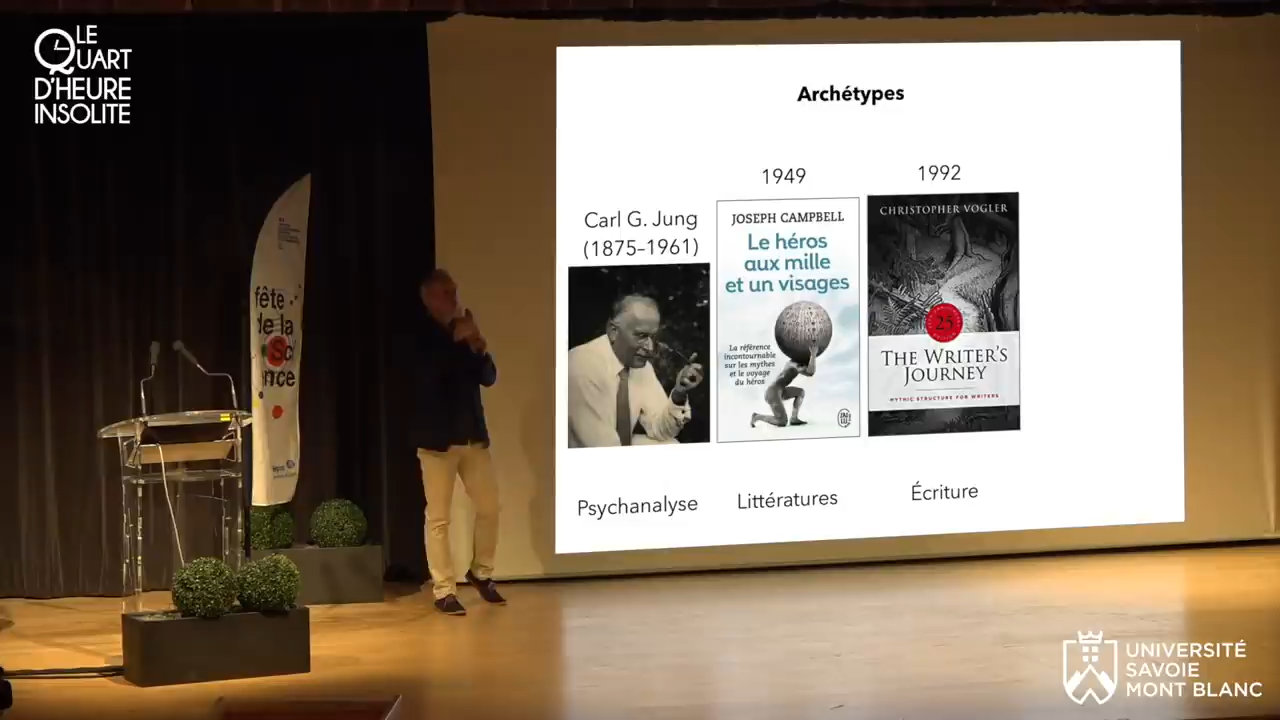 LE
QUART
D'HEURE
INSOLITE
Archétypes
Carl G. Jung
(1875–1961)
Psychanalyse
1949
JOSEPH CAMPBELL
Le héros
aux mille
et un visages
La référence
incontournable
sur les mythes
et le voyage
du héros
Littératures
1992
CHRISTOPHER VOGLER
25
THE WRITER'S
JOURNEY
MYTHIC STRUCTURE FOR WRITERS
Écriture
fête
de la
Sc
nce
UNIVERSITÉ
SAVOIE
MONT BLANC